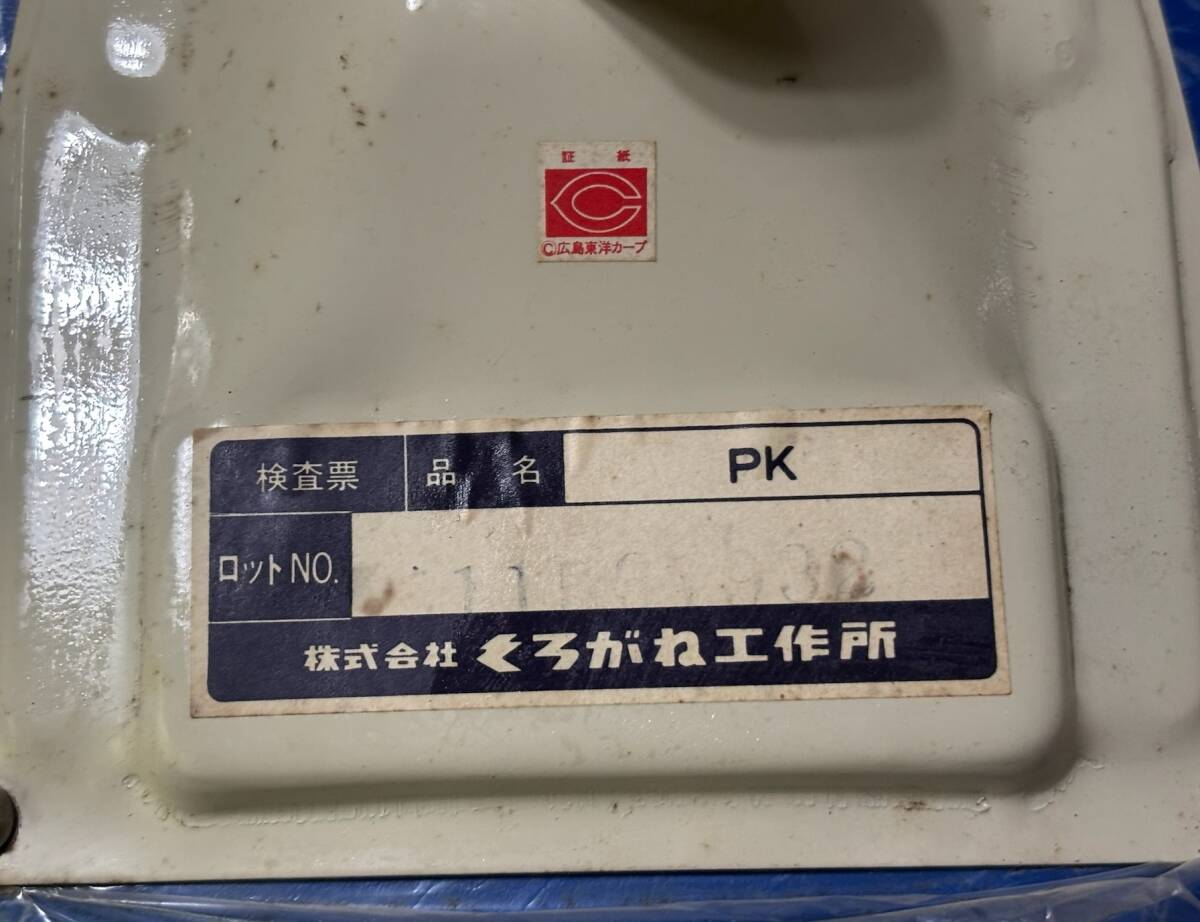 証 紙
Ⓒ広島東洋カープ
検査票 品 名 PK
ロットNO.
株式会社 くろがね工作所